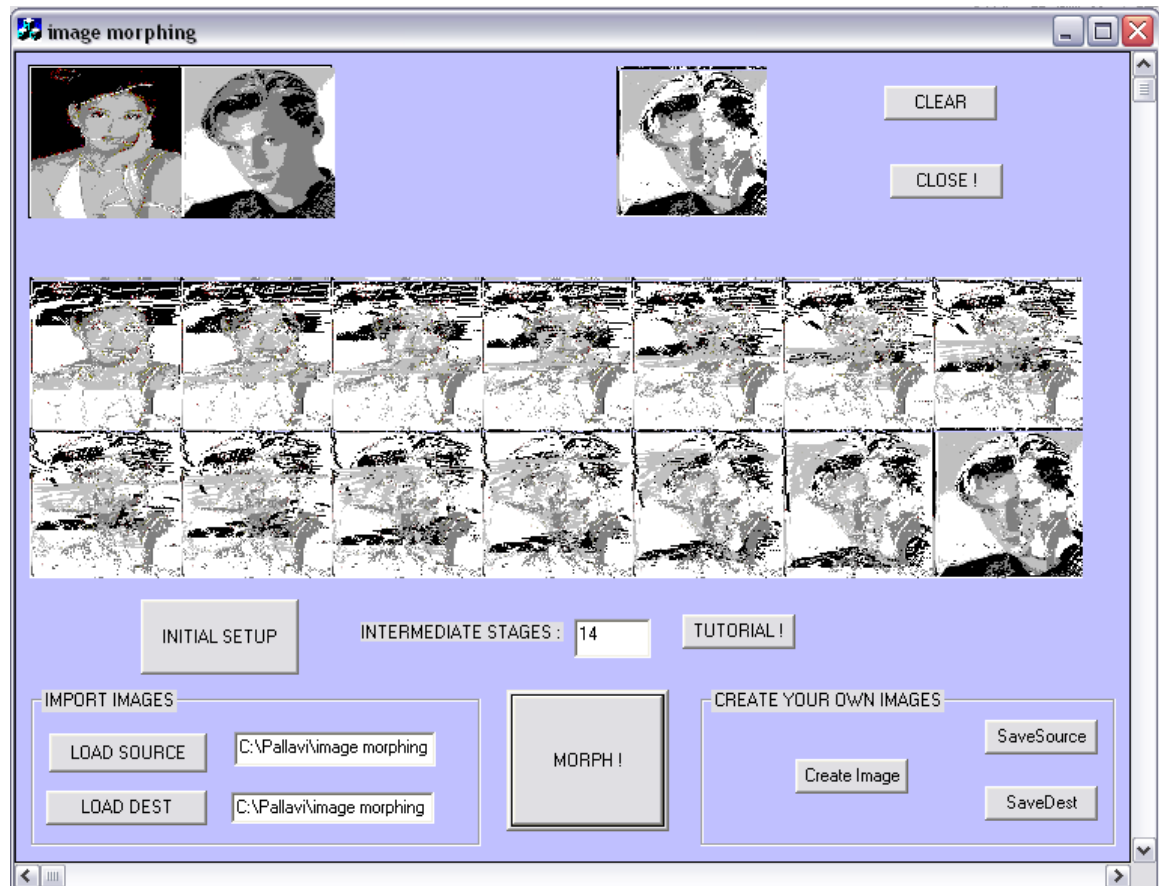 image morphing
CLEAR
CLOSE !
INITIAL SETUP
INTERMEDIATE STAGES :
14
TUTORIAL !
IMPORT IMAGES
LOAD SOURCE
C:\Pallavi\image morphing
LOAD DEST
C:\Pallavi\image morphing
MORPH !
CREATE YOUR OWN IMAGES
Create Image
SaveSource
SaveDest